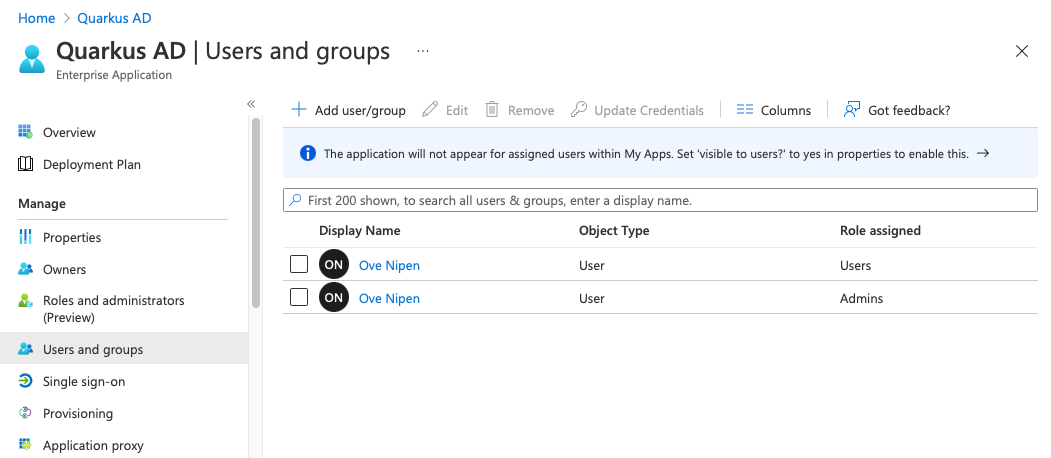 Home > Quarkus AD
Quarkus AD | Users and groups ...
Enterprise Application
«
Overview
Deployment Plan
Manage
Properties
Owners
Roles and administrators
(Preview)
Users and groups
Single sign-on
Provisioning
Application proxy
+ Add user/group Edit Remove Update Credentials | Columns | Got feedback?
The application will not appear for assigned users within My Apps. Set 'visible to users?' to yes in properties to enable this. →
First 200 shown, to search all users & groups, enter a display name.
Display Name Object Type Role assigned
ON Ove Nipen User Users
ON Ove Nipen User Admins